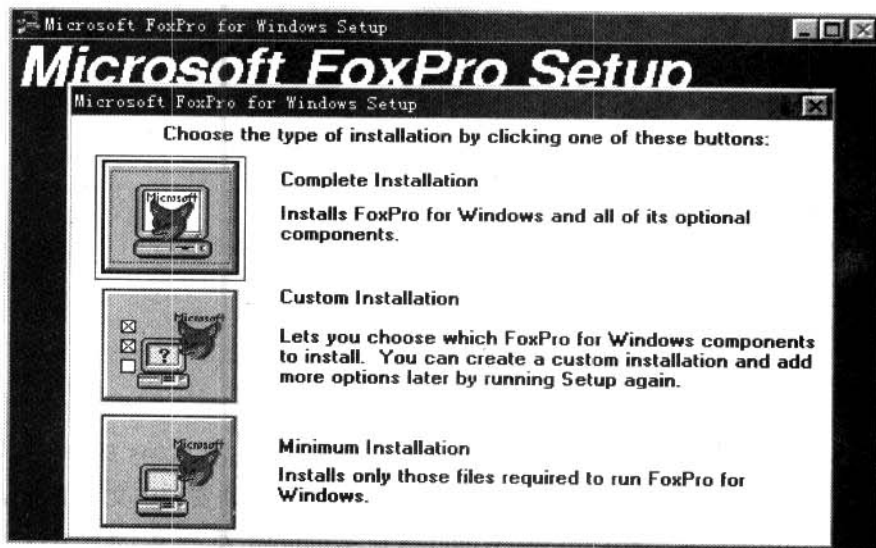 Microsoft FoxPro for Windows Setup
Microsoft FoxPro Setup
Microsoft FoxPro for Windows Setup
Choose the type of installation by clicking one of these buttons:
Microsoft
Complete Installation
Installs FoxPro for Windows and all of its optional
components.
Microsoft
?
Custom Installation
Lets you choose which FoxPro for Windows components
to install. You can create a custom installation and add
more options later by running Setup again.
Microsoft
Minimum Installation
Installs only those files required to run FoxPro for
Windows.